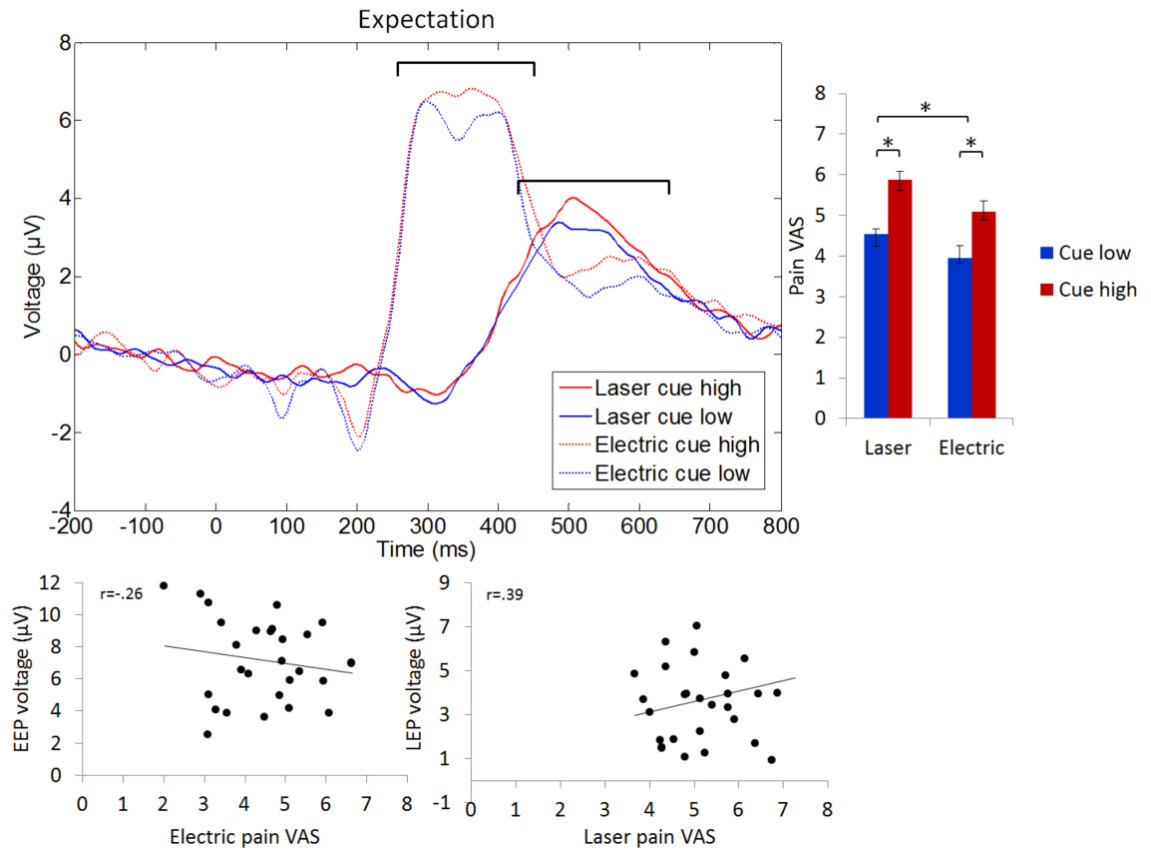 Expectation
8
6
4
2
0
-2
-4
Voltage (µV)
-200 -100 0 100 200 300 400 500 600 700 800
Time (ms)
Laser cue high
Laser cue low
Electric cue high
Electric cue low
8
7
6
5
4
3
2
1
0
Pain VAS
*
* *
Laser Electric
Cue low
Cue high
12
10
8
6
4
2
0
EEP voltage (µV)
r=-.26
0 1 2 3 4 5 6 7 8
Electric pain VAS
9
7
5
3
1
-1
LEP voltage (µV)
r=.39
0 1 2 3 4 5 6 7 8
Laser pain VAS